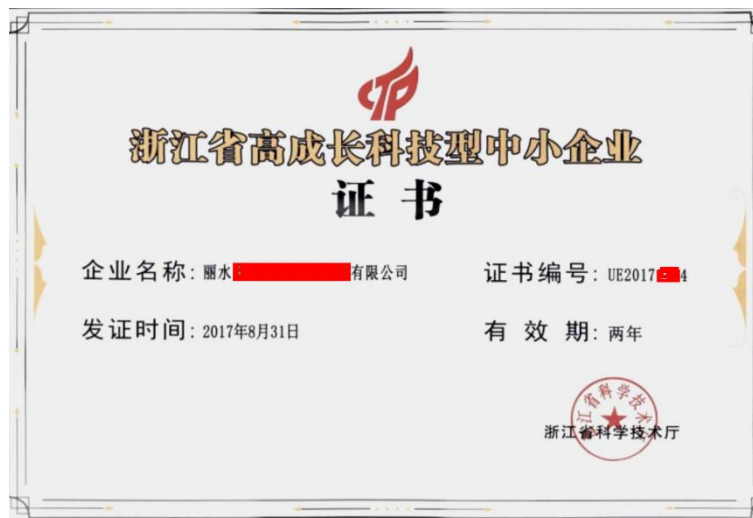 浙江省高成长科技型中小企业
证 书
企业名称: 丽水 有限公司
证书编号: UE2017 4
发证时间: 2017年8月31日
有 效 期: 两年
浙江省科学技术厅